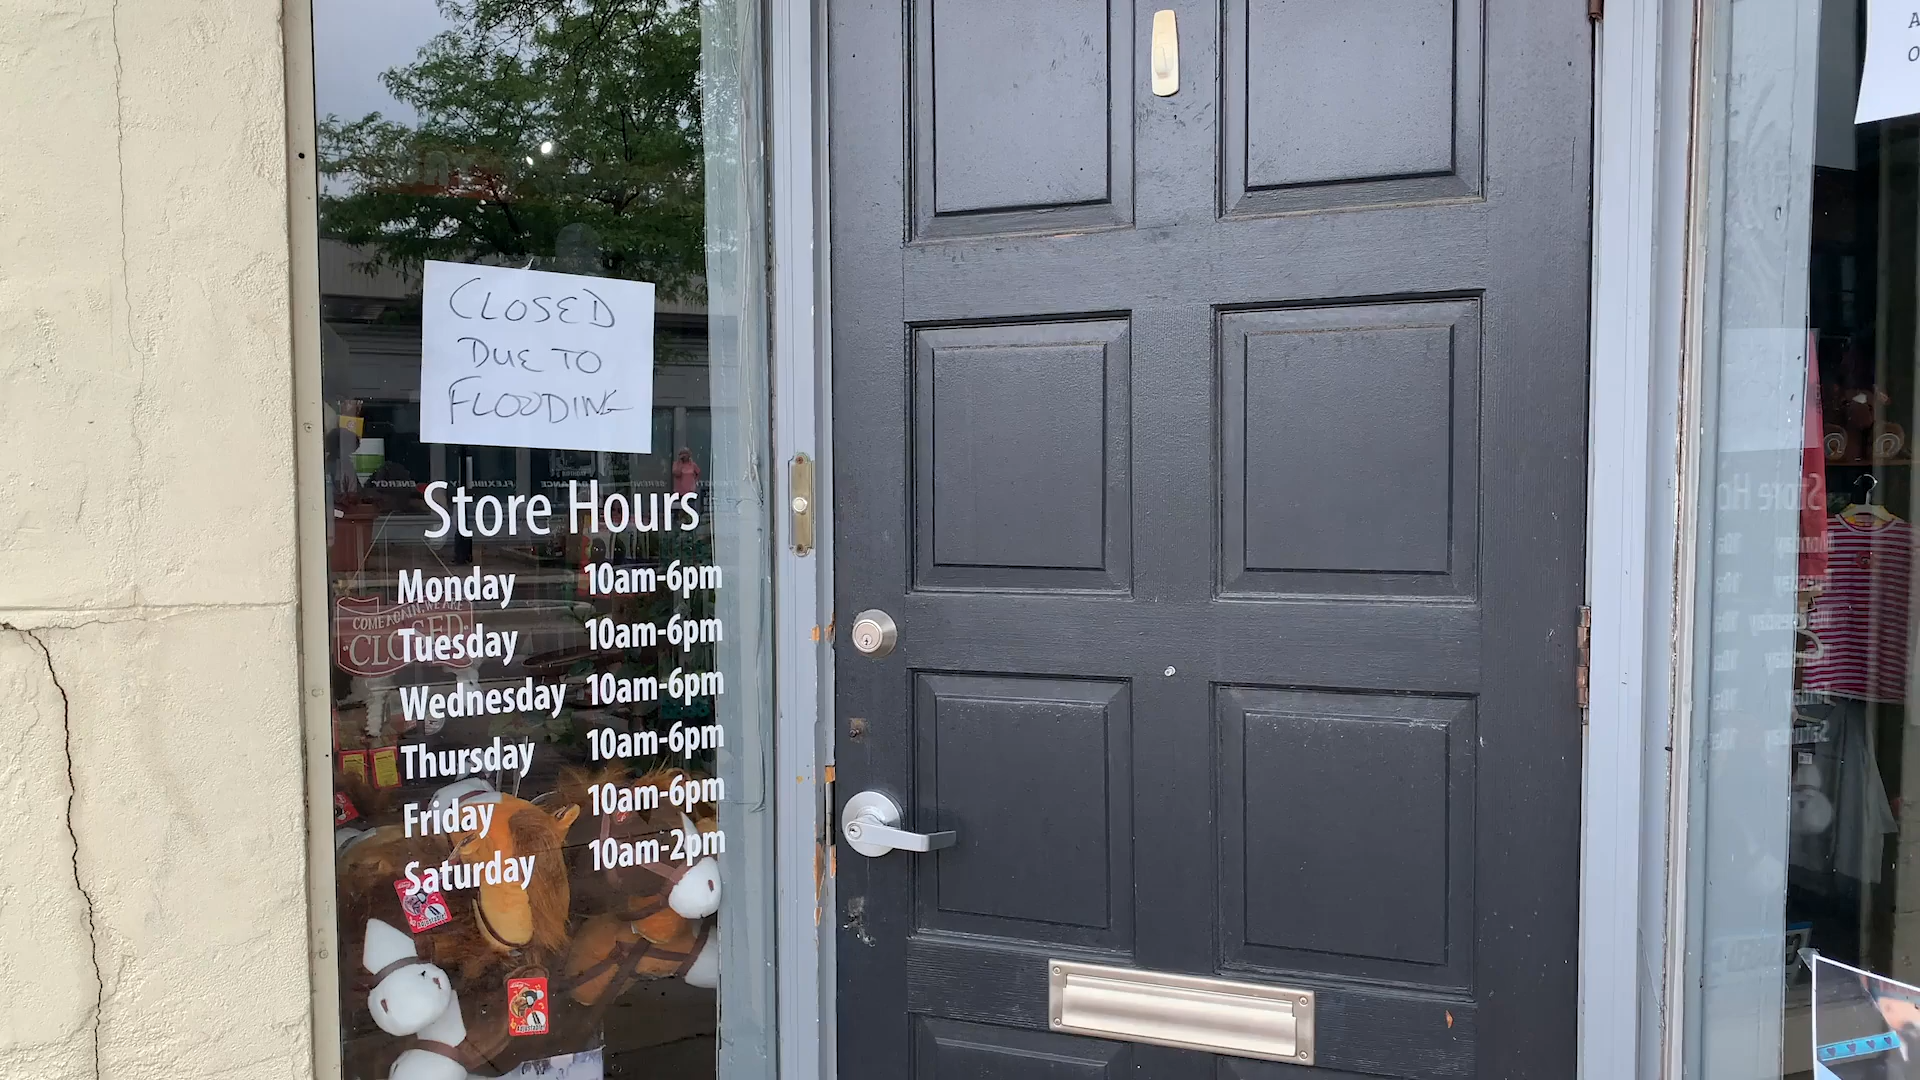 CLOSED
DUE TO
FLOODING
Store Hours
Monday 10am-6pm
Tuesday 10am-6pm
Wednesday 10am-6pm
Thursday 10am-6pm
Friday 10am-6pm
Saturday 10am-2pm
COME AGAIN, WE ARE
"CLOSED"